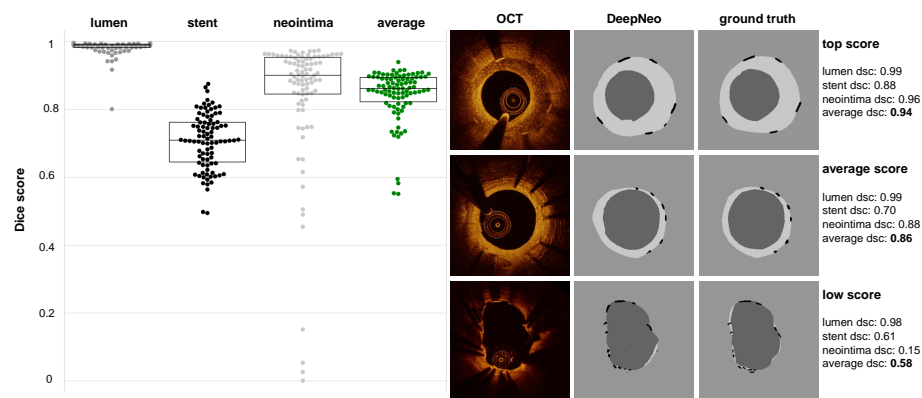 lumen stent neointima average
Dice score
1
0.8
0.6
0.4
0.2
0
OCT DeepNeo ground truth
top score
lumen dsc: 0.99
stent dsc: 0.88
neointima dsc: 0.96
average dsc: 0.94
average score
lumen dsc: 0.99
stent dsc: 0.70
neointima dsc: 0.88
average dsc: 0.86
low score
lumen dsc: 0.98
stent dsc: 0.61
neointima dsc: 0.15
average dsc: 0.58